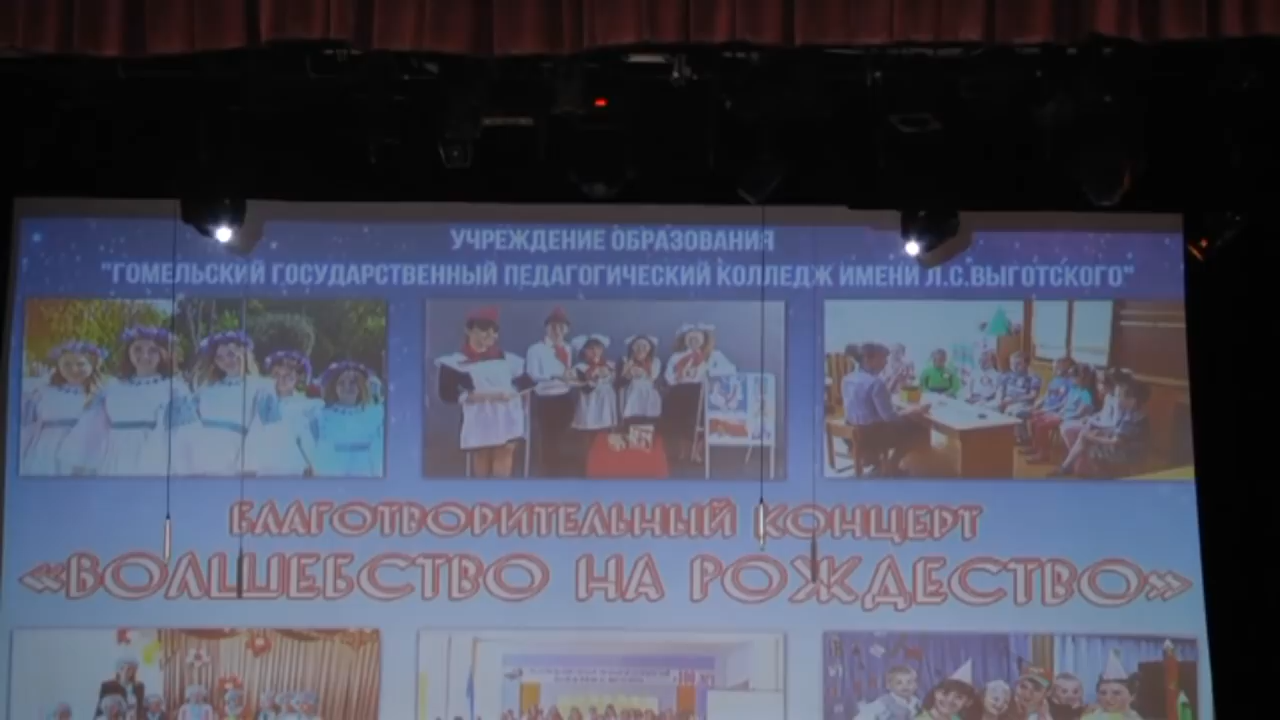 УЧРЕЖДЕНИЕ ОБРАЗОВАНИЯ
"ГОМЕЛЬСКИЙ ГОСУДАРСТВЕННЫЙ ПЕДАГОГИЧЕСКИЙ КОЛЛЕДЖ ИМЕНИ Л.С.ВЫГОТСКОГО"
БЛАГОТВОРИТЕЛЬНЫЙ КОНЦЕРТ
«ВОЛШЕБСТВО НА РОЖДЕСТВО»